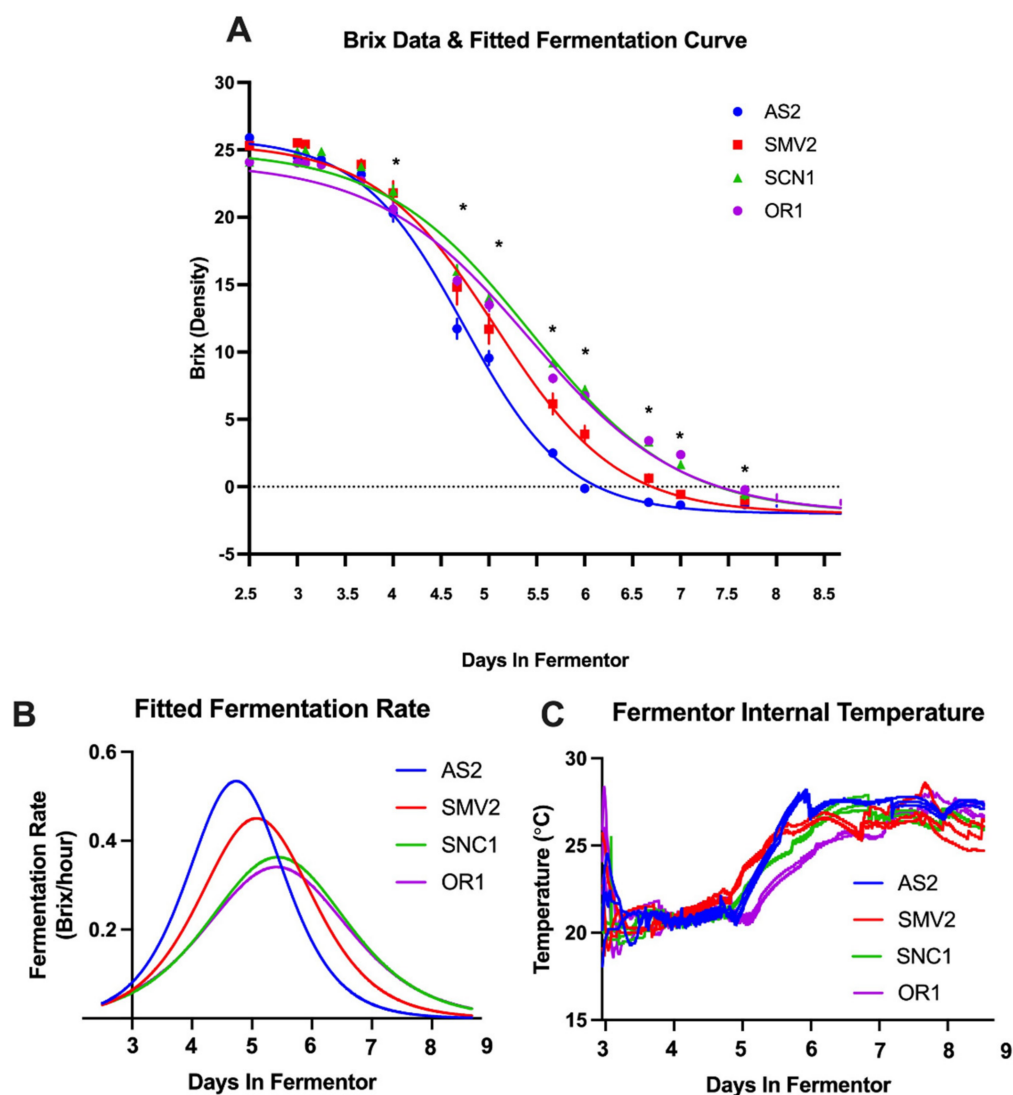 A
Brix Data & Fitted Fermentation Curve
30
25
20
15
10
5
0
-5
Brix (Density)
* * * * * * * *
AS2
SMV2
SCN1
OR1
2.5 3 3.5 4 4.5 5 5.5 6 6.5 7 7.5 8 8.5
Days In Fermentor
B
Fitted Fermentation Rate
0.6
0.4
0.2
Fermentation Rate
(Brix/hour)
AS2
SMV2
SNC1
OR1
3 4 5 6 7 8 9
Days In Fermentor
C
Fermentor Internal Temperature
30
25
20
15
Temperature (°C)
AS2
SMV2
SNC1
OR1
3 4 5 6 7 8 9
Days In Fermentor